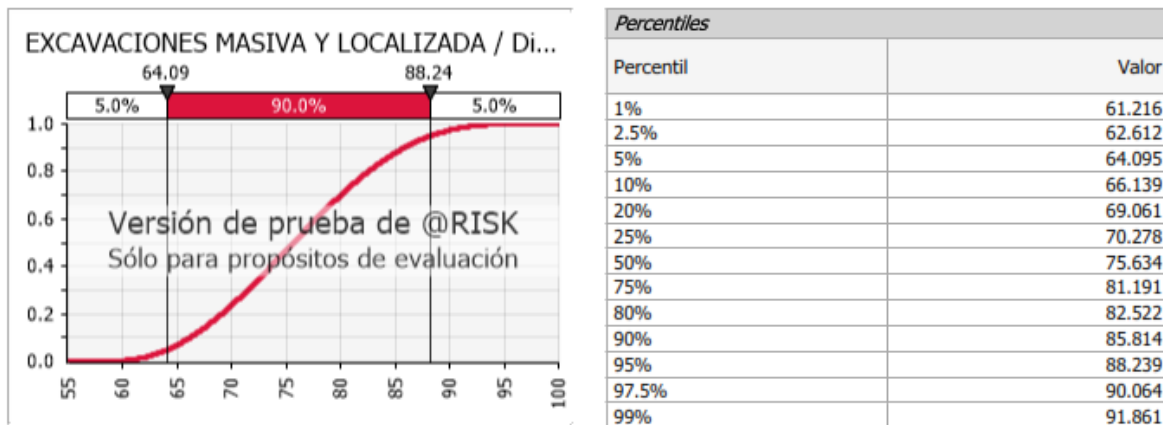 EXCAVACIONES MASIVA Y LOCALIZADA / Di...
64.09 88.24
5.0% 90.0% 5.0%
1.0
0.8
0.6
0.4
0.2
0.0
Versión de prueba de @RISK
Sólo para propósitos de evaluación
55 60 65 70 75 80 85 90 95 100
Percentiles
Percentil Valor
1% 61.216
2.5% 62.612
5% 64.095
10% 66.139
20% 69.061
25% 70.278
50% 75.634
75% 81.191
80% 82.522
90% 85.814
95% 88.239
97.5% 90.064
99% 91.861